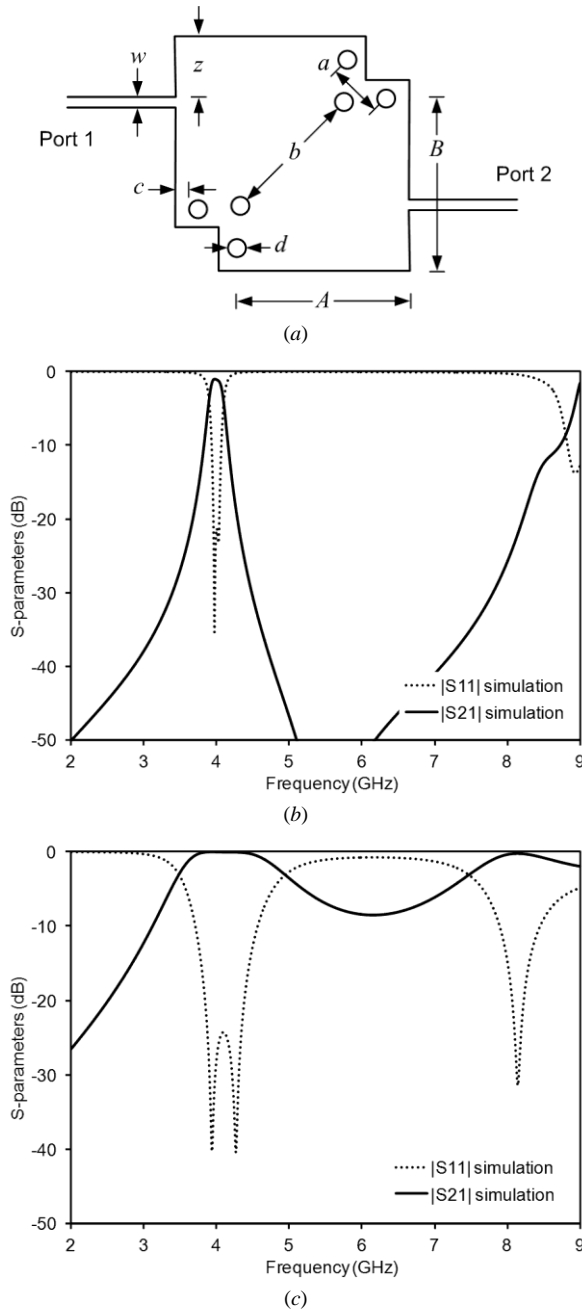 w
z
a
Port 1
b
B
Port 2
c
d
A
(a)
0
-10
-20
-30
-40
-50
S-parameters (dB)
|S11| simulation
|S21| simulation
2 3 4 5 6 7 8 9
Frequency (GHz)
(b)
0
-10
-20
-30
-40
-50
S-parameters (dB)
|S11| simulation
|S21| simulation
2 3 4 5 6 7 8 9
Frequency (GHz)
(c)